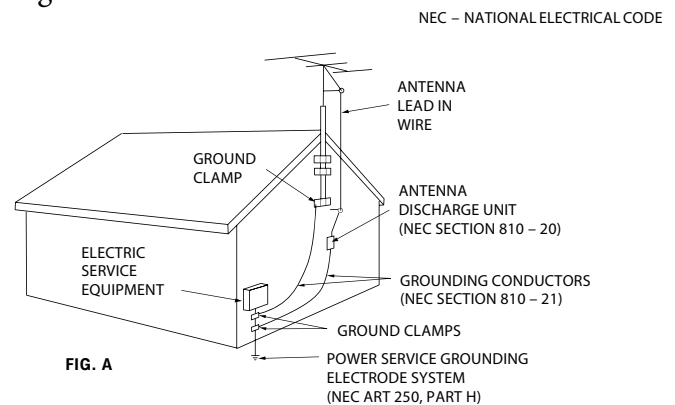 NEC – NATIONAL ELECTRICAL CODE
ANTENNA
LEAD IN
WIRE
GROUND
CLAMP
ANTENNA
DISCHARGE UNIT
(NEC SECTION 810 – 20)
ELECTRIC
SERVICE
EQUIPMENT
GROUNDING CONDUCTORS
(NEC SECTION 810 – 21)
GROUND CLAMPS
FIG. A
POWER SERVICE GROUNDING
ELECTRODE SYSTEM
(NEC ART 250, PART H)